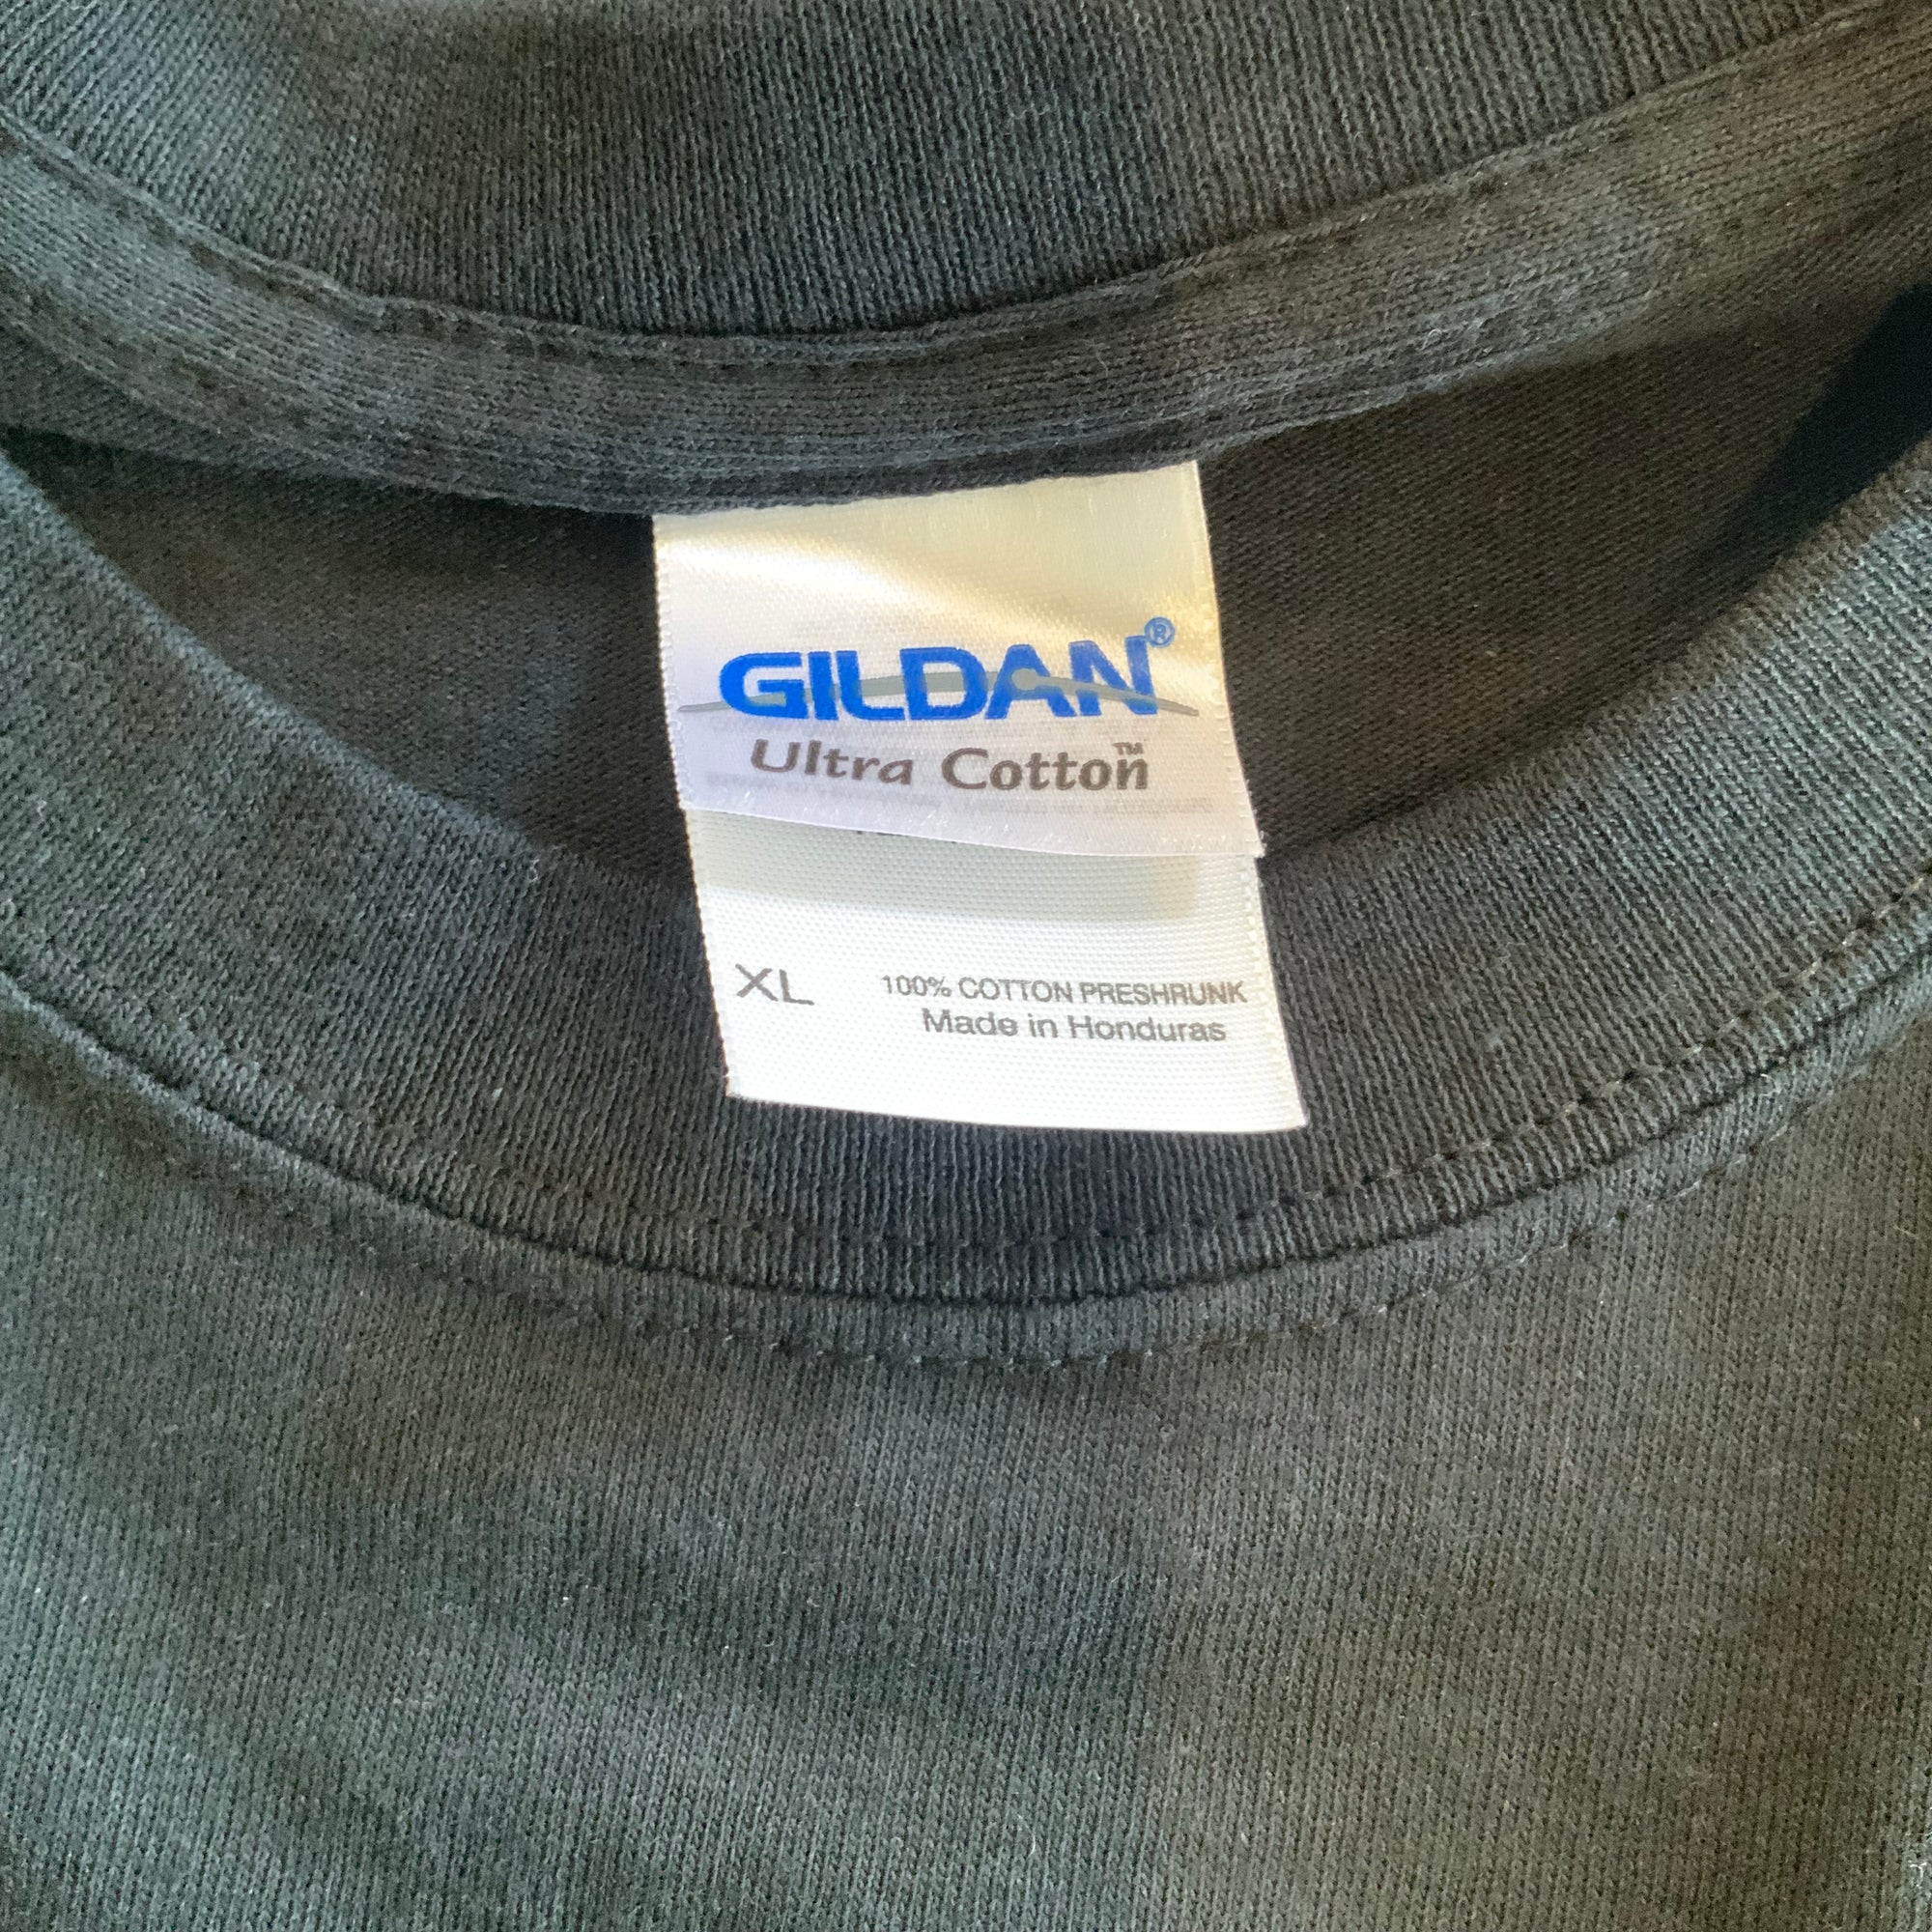 GILDAN®
Ultra Cotton™
XL 100% COTTON PRESHRUNK
Made in Honduras